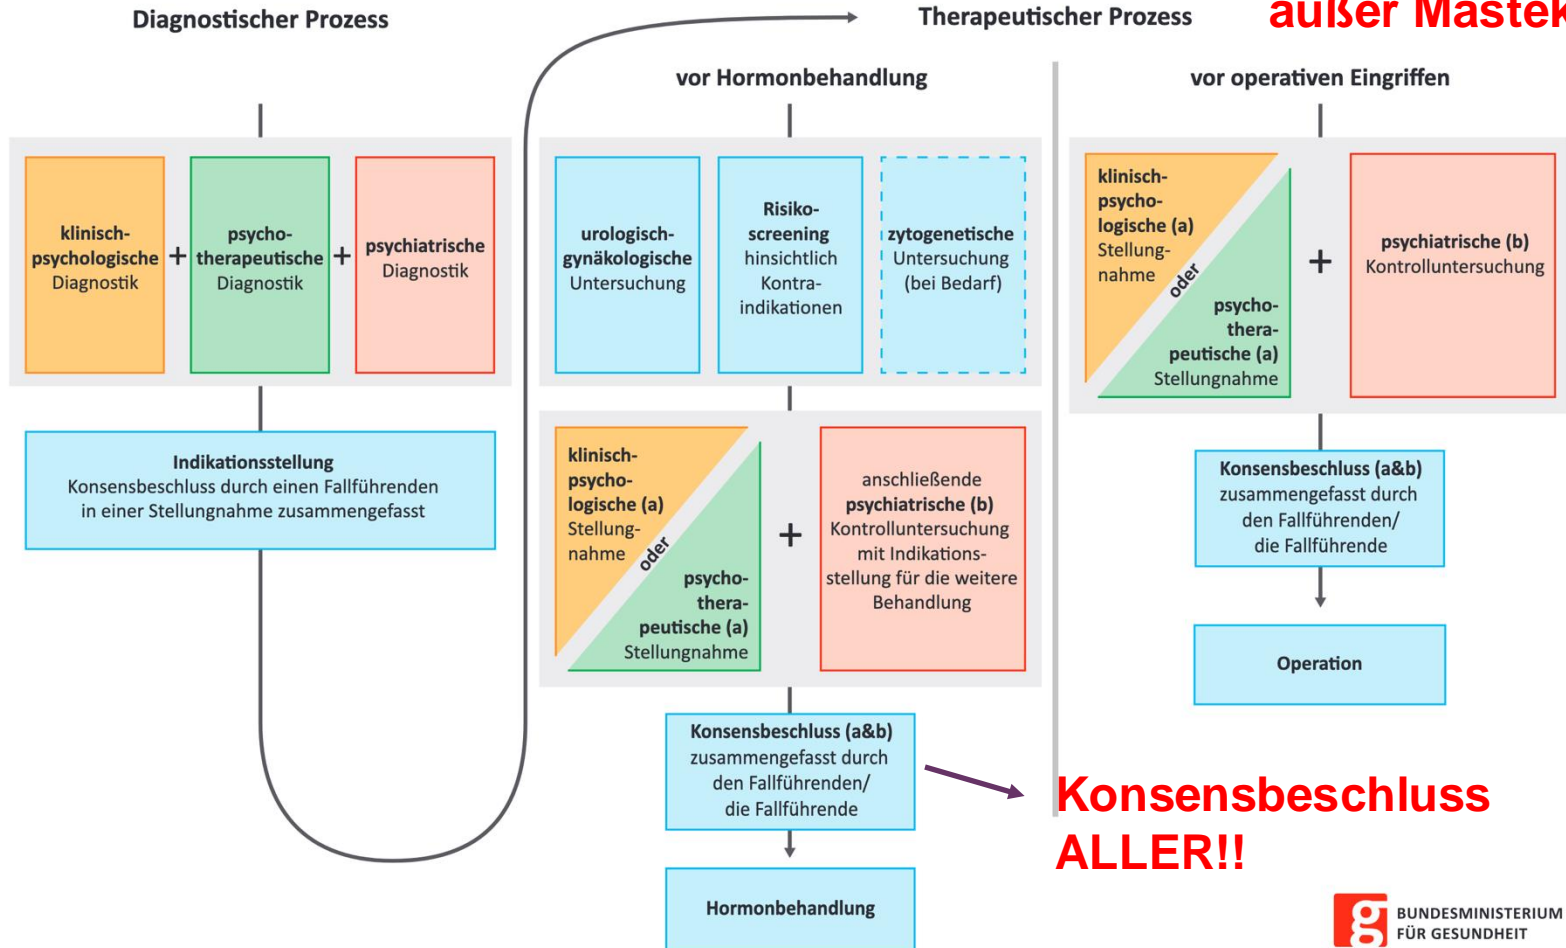 Diagnostischer Prozess
klinisch-
psychologische
Diagnostik
+
psycho-
therapeutische
Diagnostik
+
psychiatrische
Diagnostik
Indikationsstellung
Konsensbeschluss durch einen Fallführenden
in einer Stellungnahme zusammengefasst
Therapeutischer Prozess
außer Mastek
vor Hormonbehandlung
urologisch-
gynäkologische
Untersuchung
Risiko-
screening
hinsichtlich
Kontra-
indikationen
zytogenetische
Untersuchung
(bei Bedarf)
klinisch-
psycho-
logische (a)
Stellung-
nahme
oder
psycho-
thera-
peutische (a)
Stellungnahme
+
anschließende
psychiatrische (b)
Kontrolluntersuchung
mit Indikations-
stellung für die weitere
Behandlung
Konsensbeschluss (a&b)
zusammengefasst durch
den Fallführenden/
die Fallführende
Konsensbeschluss
ALLER!!
Hormonbehandlung
vor operativen Eingriffen
klinisch-
psycho-
logische (a)
Stellung-
nahme
oder
psycho-
thera-
peutische (a)
Stellungnahme
+
psychiatrische (b)
Kontrolluntersuchung
Konsensbeschluss (a&b)
zusammengefasst durch
den Fallführenden/
die Fallführende
Operation
g
BUNDESMINISTERIUM
FÜR GESUNDHEIT